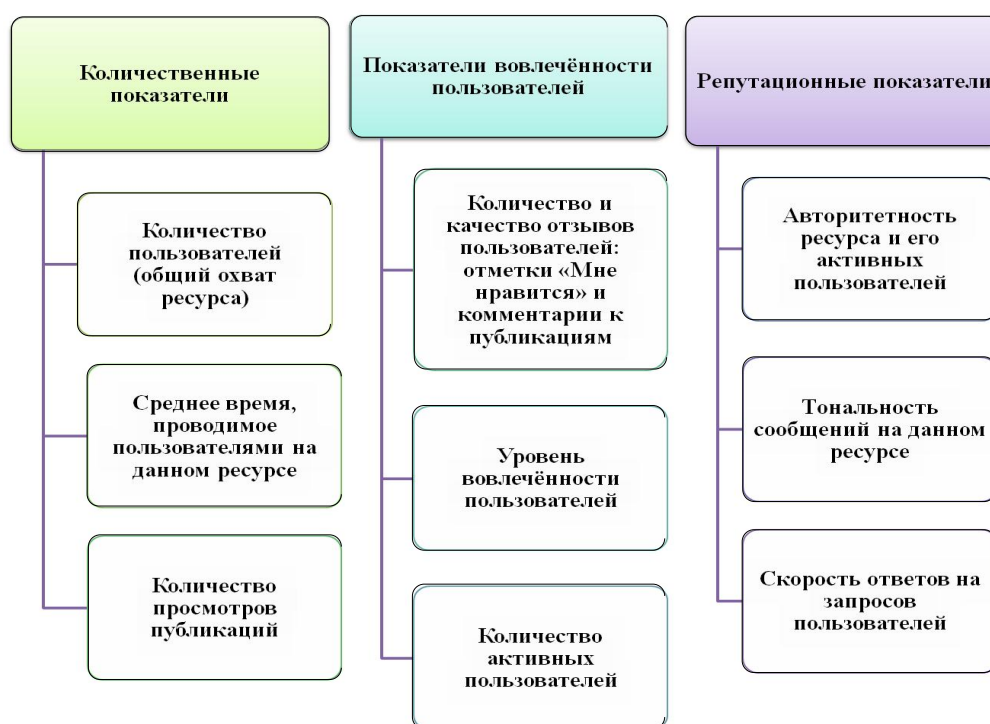 Количественные
показатели
Количество
пользователей
(общий охват
ресурса)
Среднее время,
проводимое
пользователями на
данном ресурсе
Количество
просмотров
публикаций
Показатели вовлечённости
пользователей
Количество и
качество отзывов
пользователей:
отметки «Мне
нравится» и
комментарии к
публикациям
Уровень
вовлечённости
пользователей
Количество
активных
пользователей
Репутационные показатели
Авторитетность
ресурса и его
активных
пользователей
Тональность
сообщений на данном
ресурсе
Скорость ответов на
запросов
пользователей